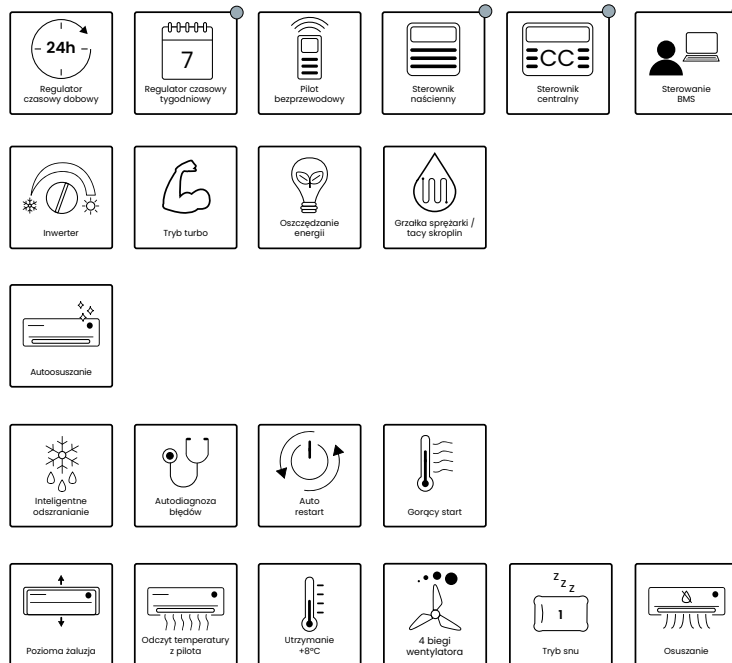 24h
Regulator
czasowy dobowy
7
Regulator czasowy
tygodniowy
Pilot
bezprzewodowy
Sterownik
naścienny
CC
Sterownik
centralny
Sterowanie
BMS
Inwerter
Tryb turbo
Oszczędzanie
energii
Grzałka sprężarki /
tacy skroplin
Autoosuszanie
Inteligentne
odszranianie
Autodiagnoza
błędów
Auto
restart
Gorący start
Pozioma żaluzja
Odczyt temperatury
z pilota
Utrzymanie
+8°C
4 biegi
wentylatora
Z Z Z
1
Tryb snu
Osuszanie